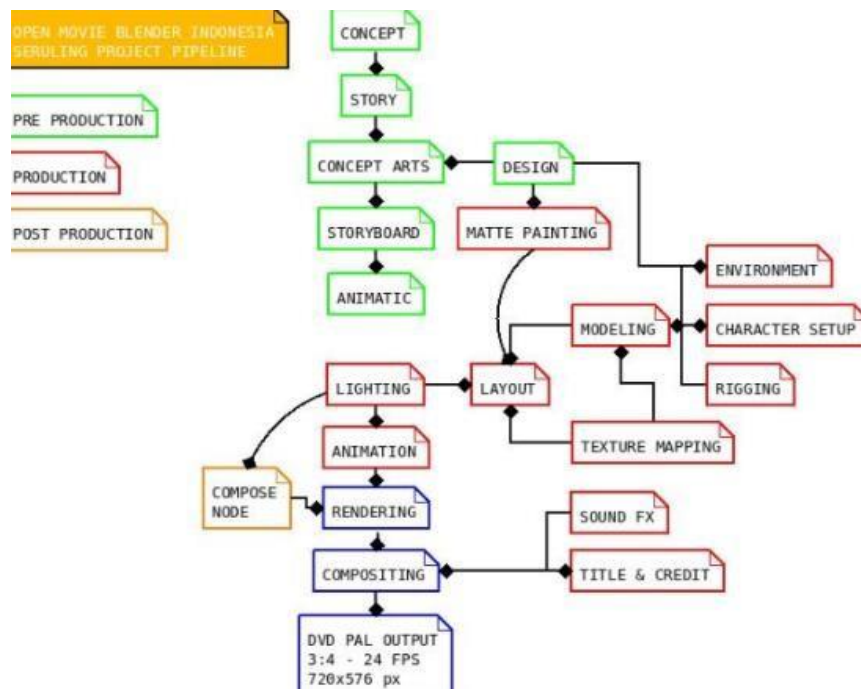 OPEN MOVIE BLENDER INDONESIA
SERULING PROJECT PIPELINE
PRE PRODUCTION
PRODUCTION
POST PRODUCTION
CONCEPT
STORY
CONCEPT ARTS
DESIGN
STORYBOARD
MATTE PAINTING
ANIMATIC
ENVIRONMENT
MODELING
CHARACTER SETUP
LIGHTING
LAYOUT
RIGGING
ANIMATION
TEXTURE MAPPING
COMPOSE
NODE
RENDERING
SOUND FX
COMPOSITING
TITLE & CREDIT
DVD PAL OUTPUT
3:4 - 24 FPS
720x576 px